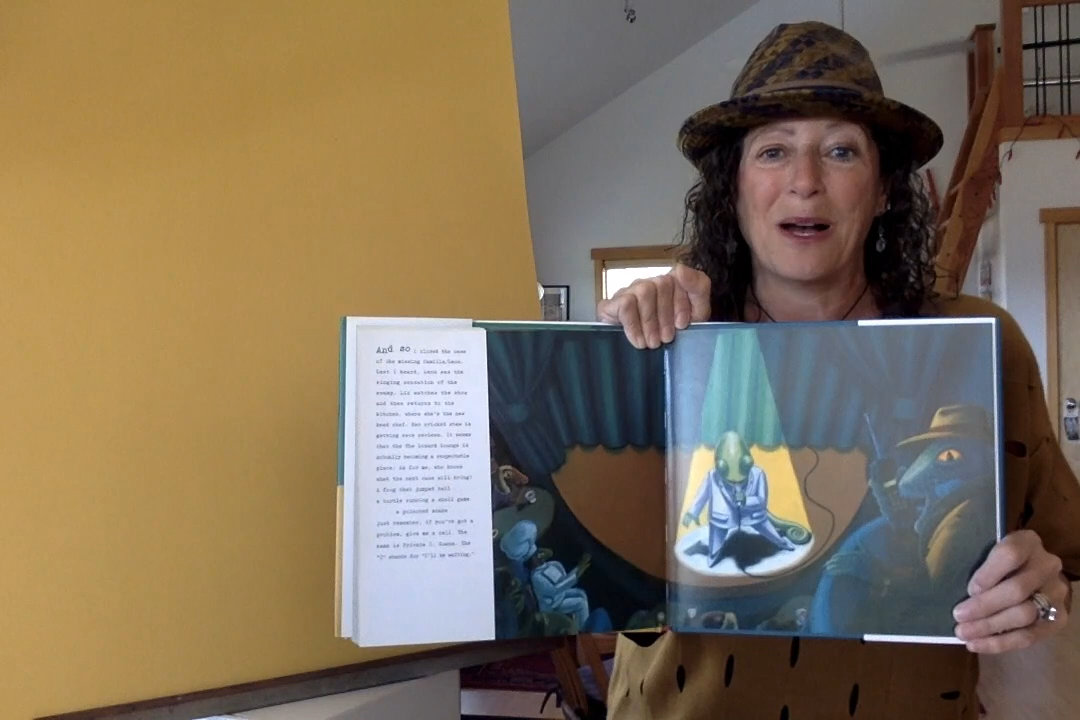 And so I closed the case
of the missing Camille/Leon.
Last I heard, Leon was the
singing sensation of the
swamp. Liz watches the show
and then returns to the
kitchen, where she's the new
head chef. Her cricket stew is
getting rave reviews. It seems
that the The Lizard Lounge is
actually becoming a respectable
place. As for me, who knows
what the next case will bring?
A frog that jumped bail
a turtle running a shell game
a poisoned snake
Just remember, if you've got a
problem, give me a call. The
name is Private I. Guana. The
"I" stands for "I'll be waiting."